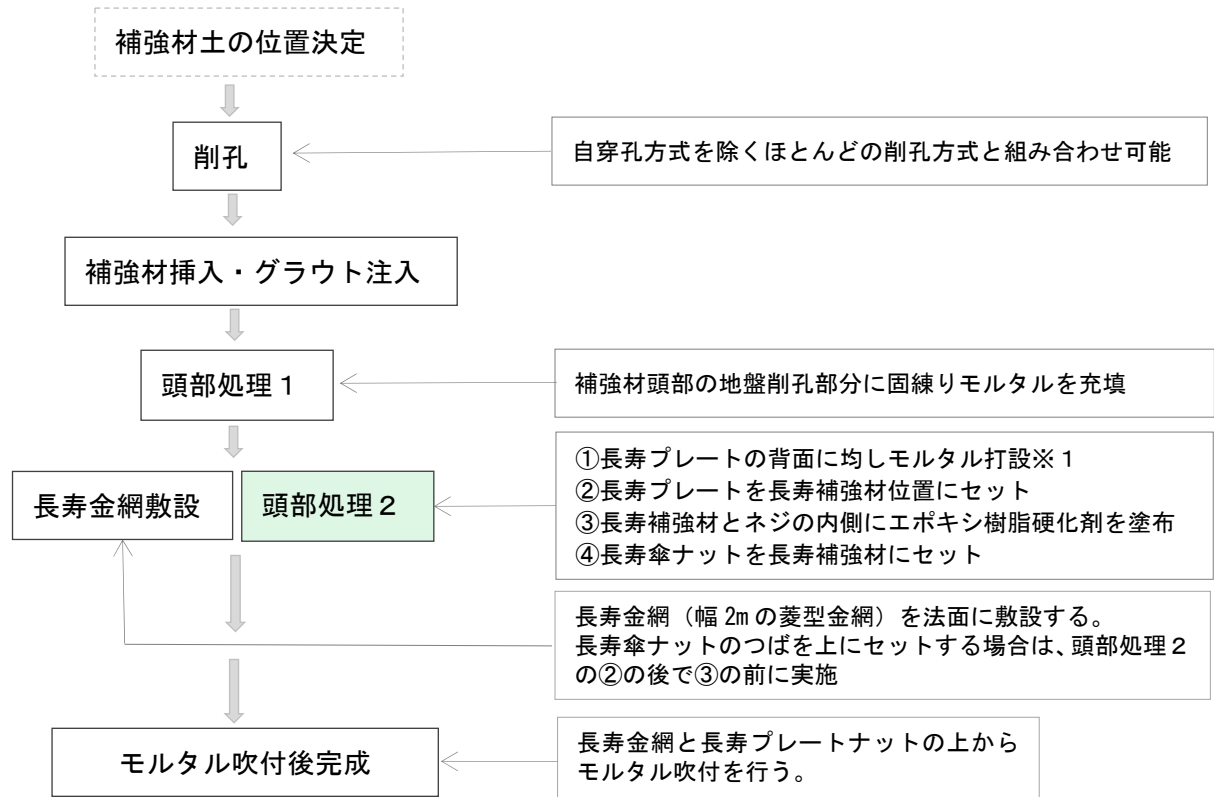 補強材土の位置決定
削孔
自穿孔方式を除くほとんどの削孔方式と組み合わせ可能
補強材挿入・グラウト注入
頭部処理１
補強材頭部の地盤削孔部分に固練りモルタルを充填
長寿金網敷設
頭部処理２
①長寿プレートの背面に均しモルタル打設※１
②長寿プレートを長寿補強材位置にセット
③長寿補強材とネジの内側にエポキシ樹脂硬化剤を塗布
④長寿傘ナットを長寿補強材にセット
長寿金網（幅 2m の菱型金網）を法面に敷設する。
長寿傘ナットのつばを上にセットする場合は、頭部処理２
の②の後で③の前に実施
モルタル吹付後完成
長寿金網と長寿プレートナットの上から
モルタル吹付を行う。